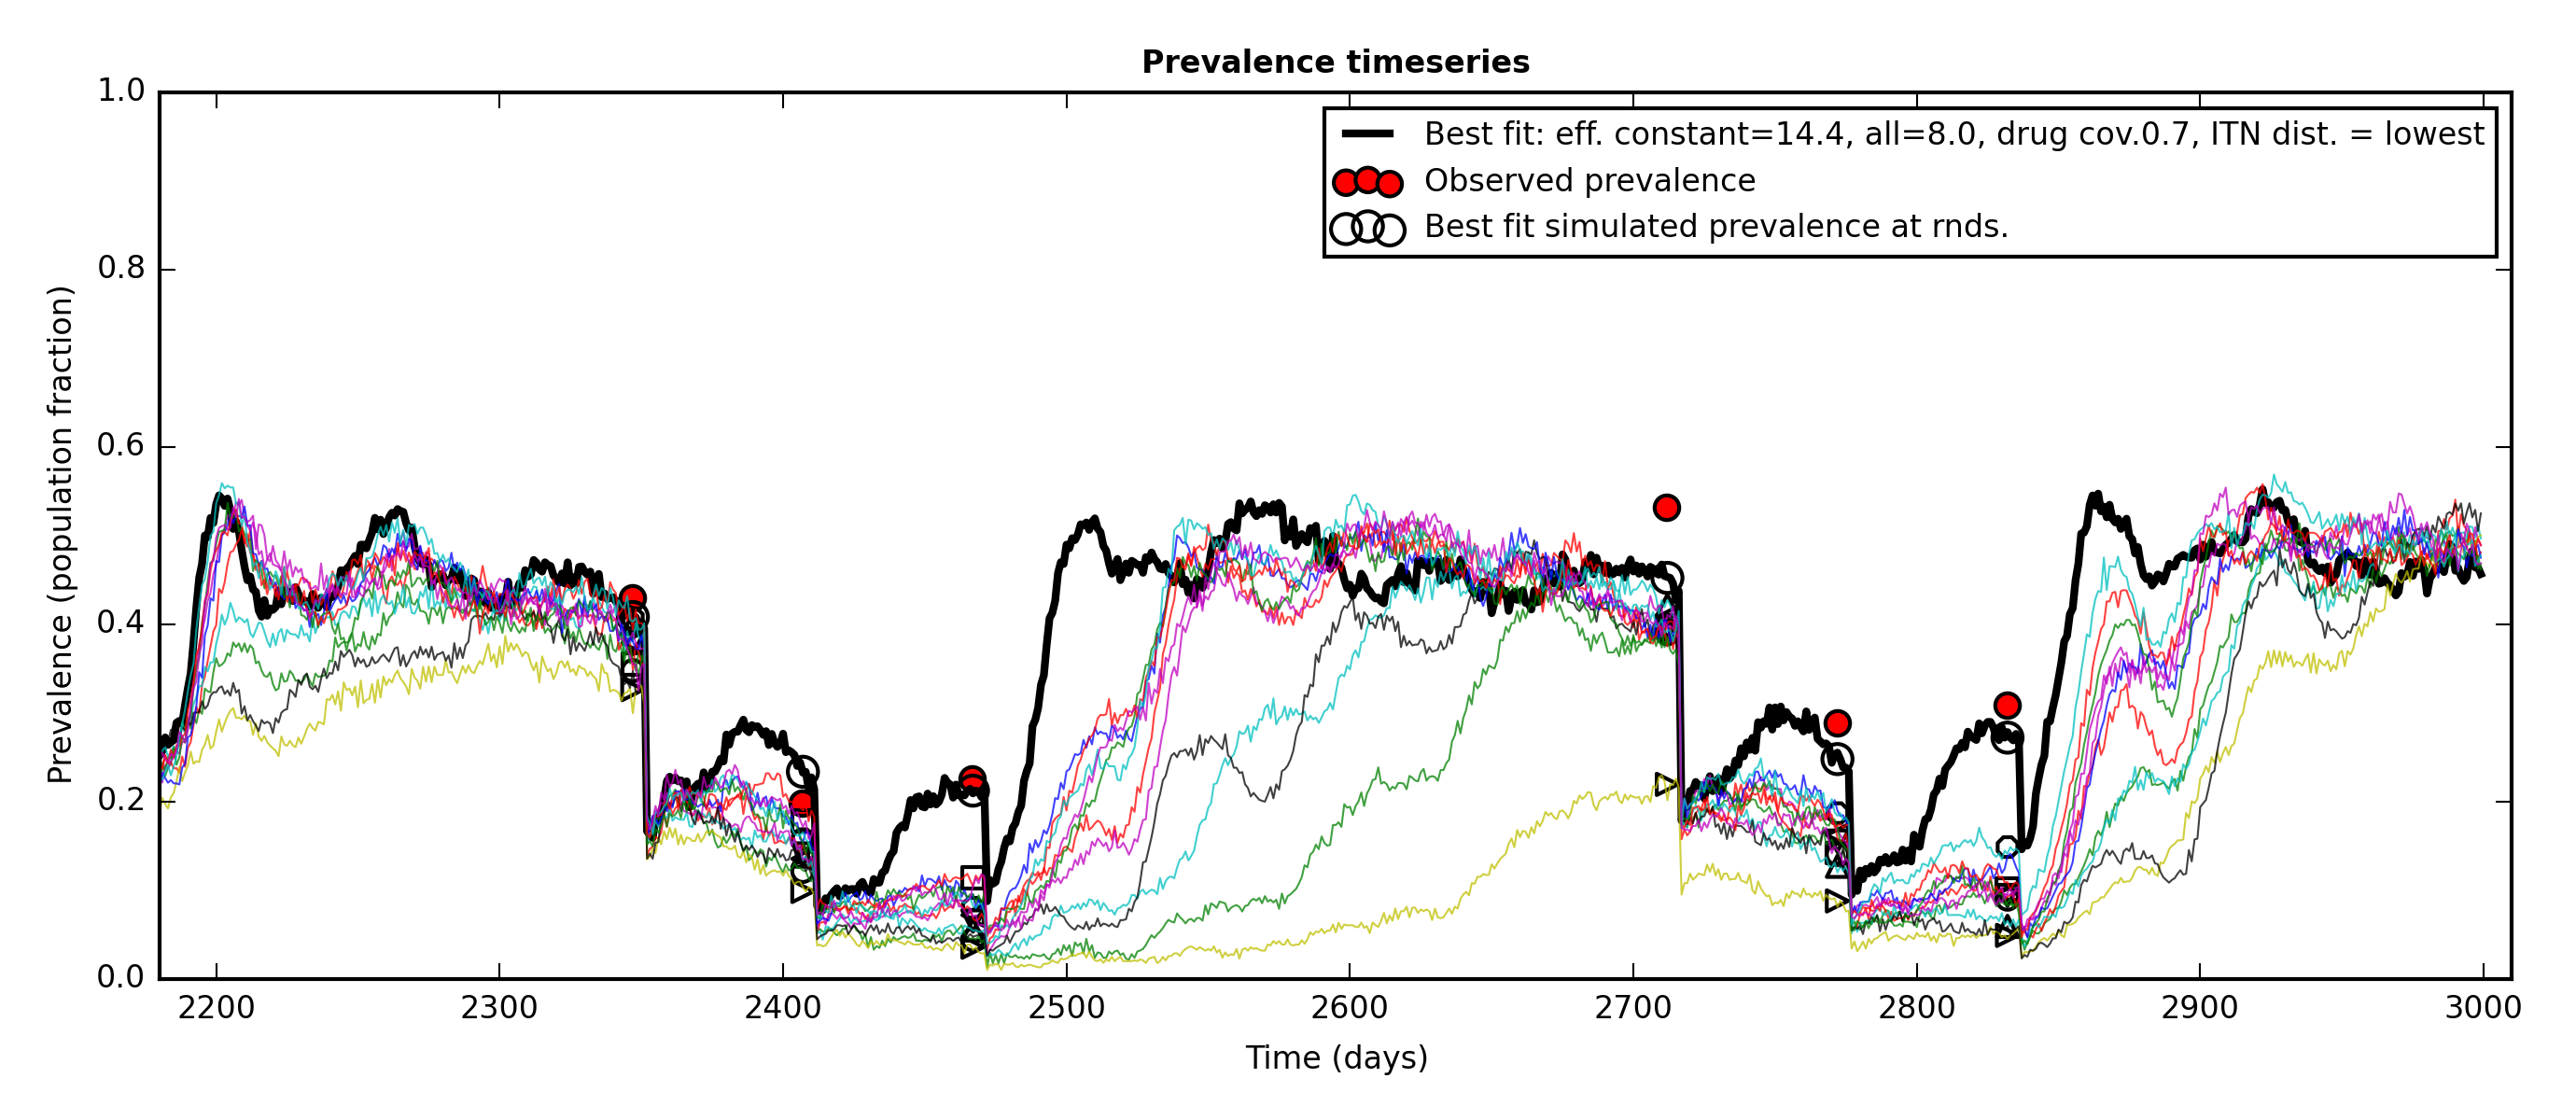 Prevalence timeseries
1.0
0.8
0.6
0.4
0.2
0.0
Prevalence (population fraction)
Best fit: eff. constant=14.4, all=8.0, drug cov.0.7, ITN dist. = lowest
Observed prevalence
Best fit simulated prevalence at rnds.
2200 2300 2400 2500 2600 2700 2800 2900 3000
Time (days)